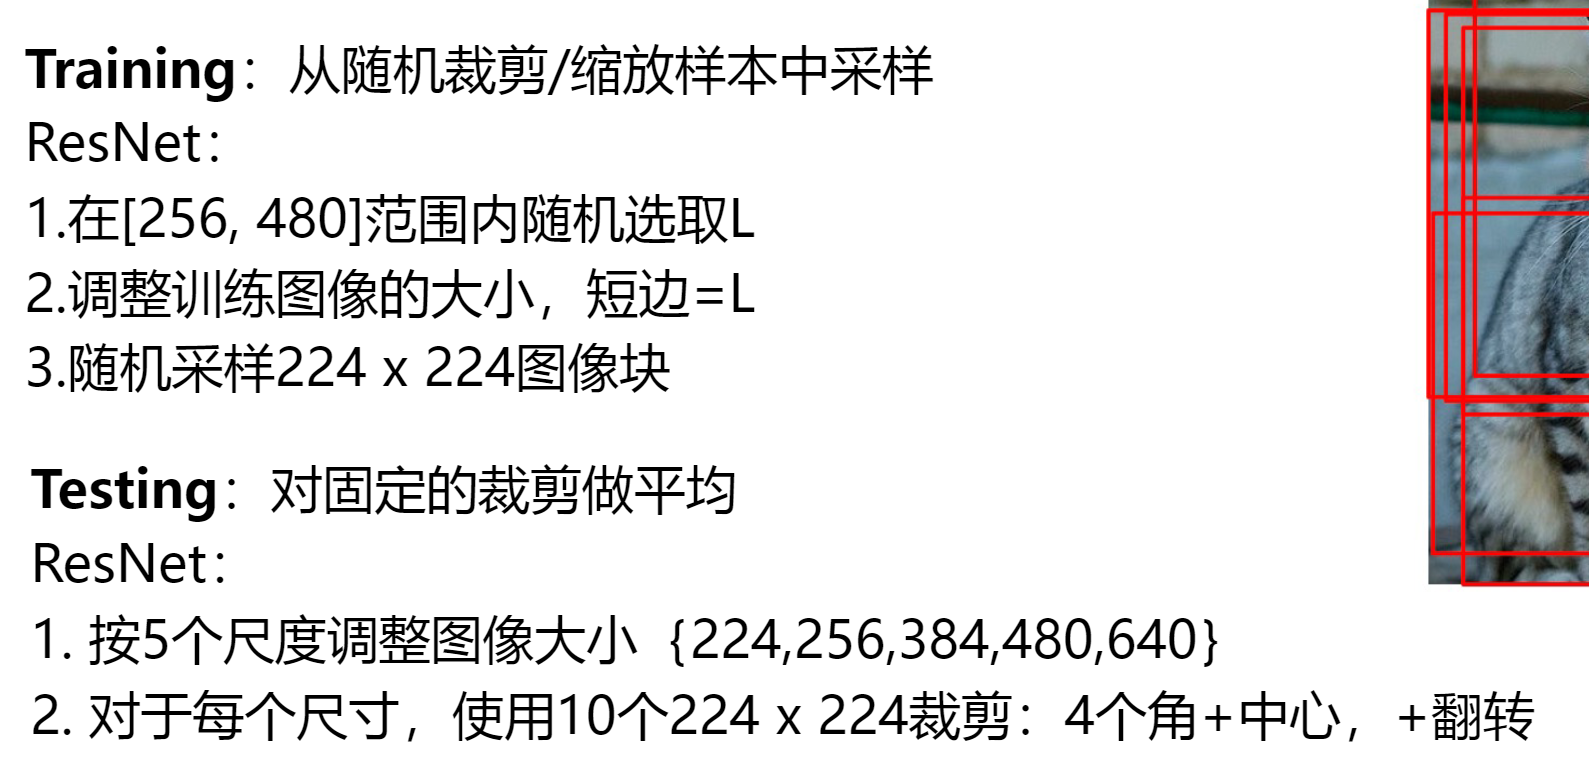 Training：从随机裁剪/缩放样本中采样
ResNet：
1.在[256, 480]范围内随机选取L
2.调整训练图像的大小，短边=L
3.随机采样224 x 224图像块
Testing：对固定的裁剪做平均
ResNet：
1. 按5个尺度调整图像大小｛224,256,384,480,640｝
2. 对于每个尺寸，使用10个224 x 224裁剪：4个角+中心，+翻转